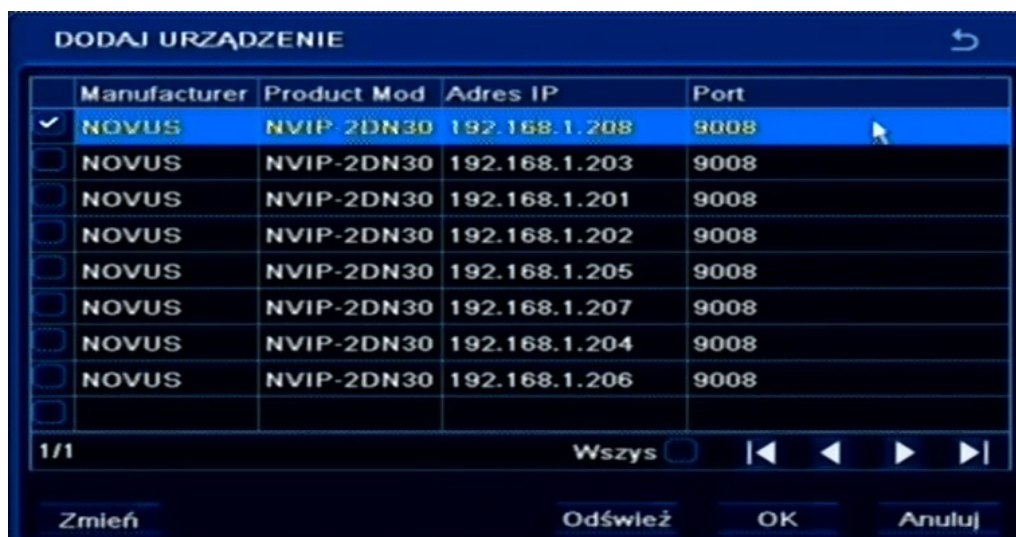 DODAJ URZĄDZENIE
Manufacturer Product Mod Adres IP Port
NOVUS NVIP-2DN30 192.168.1.208 9008
NOVUS NVIP-2DN30 192.168.1.203 9008
NOVUS NVIP-2DN30 192.168.1.201 9008
NOVUS NVIP-2DN30 192.168.1.202 9008
NOVUS NVIP-2DN30 192.168.1.205 9008
NOVUS NVIP-2DN30 192.168.1.207 9008
NOVUS NVIP-2DN30 192.168.1.204 9008
NOVUS NVIP-2DN30 192.168.1.206 9008
1/1 Wszys
Zmień Odśwież OK Anuluj